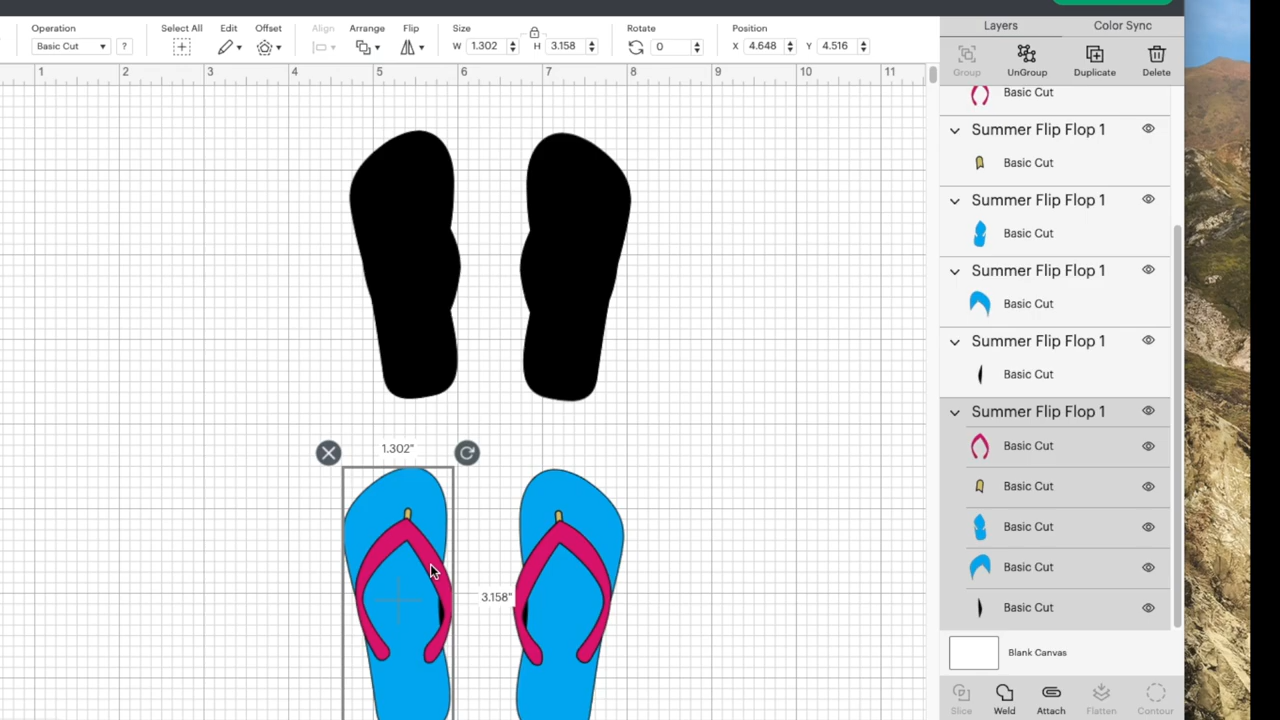 Operation
Basic Cut
?
Select All
Edit
Offset
Align
Arrange
Flip
Size
W 1.302
H 3.158
Rotate
0
Position
X 4.648
Y 4.516
Layers
Color Sync
Group
UnGroup
Duplicate
Delete
1 2 3 4 5 6 7 8 9 10 11
Basic Cut
Summer Flip Flop 1
Basic Cut
Summer Flip Flop 1
Basic Cut
Summer Flip Flop 1
Basic Cut
Summer Flip Flop 1
Basic Cut
Summer Flip Flop 1
Basic Cut
Basic Cut
Basic Cut
Basic Cut
Basic Cut
1.302"
3.158"
Blank Canvas
Slice
Weld
Attach
Flatten
Contour